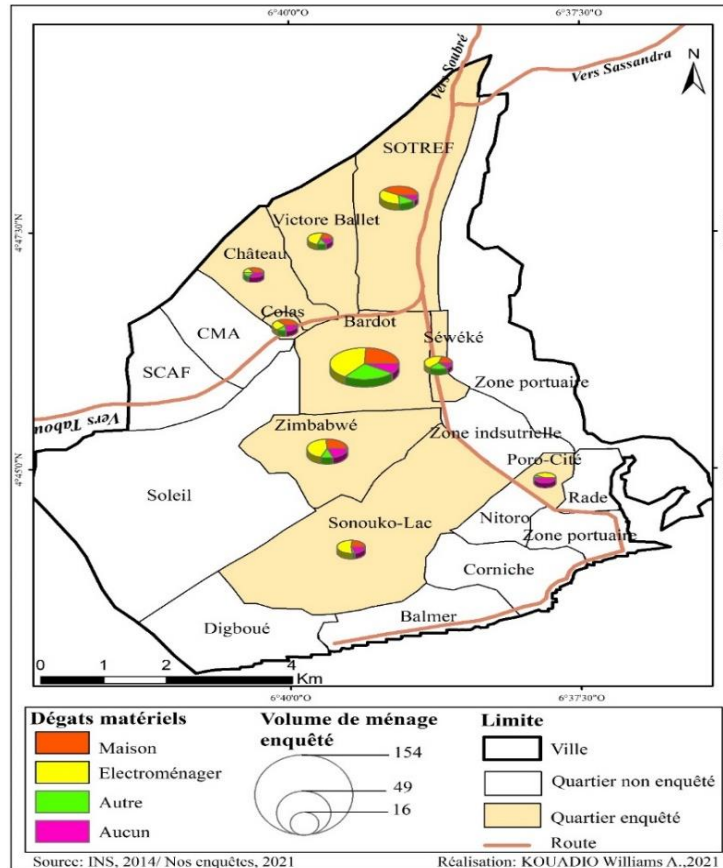 6°40'0"O
6°37'30"O
Vers Soubré
Vers Sassandra
N
SOTREF
4°47'30"N
Victore Ballet
Château
Colas
Bardot
CMA
Séwéké
SCAF
Zone portuaire
Vers Tabou
Zimbabwé
Zone indsutrielle
4°45'0"N
Poro-Cité
Soleil
Rade
Nitoro
Sonouko-Lac
Zone portuaire
Corniche
Digboué
Balmer
0 2 4
Km
6°40'0"O
6°37'30"O
Dégats matériels
Maison
Electroménager
Autre
Aucun
Volume de ménage
enquêté
154
49
16
Limite
Ville
Quartier non enquêté
Quartier enquêté
Route
Source: INS, 2014/ Nos enquêtes, 2021
Réalisation: KOUADIO Williams A.,2021